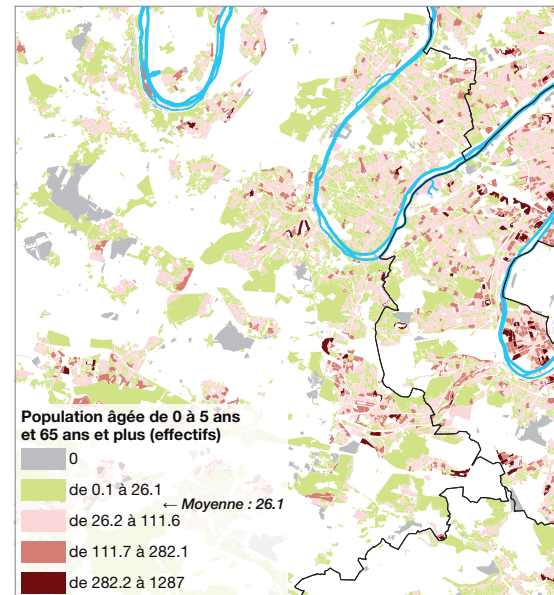 Population âgée de 0 à 5 ans
et 65 ans et plus (effectifs)
0
de 0.1 à 26.1
← Moyenne : 26.1
de 26.2 à 111.6
de 111.7 à 282.1
de 282.2 à 1287